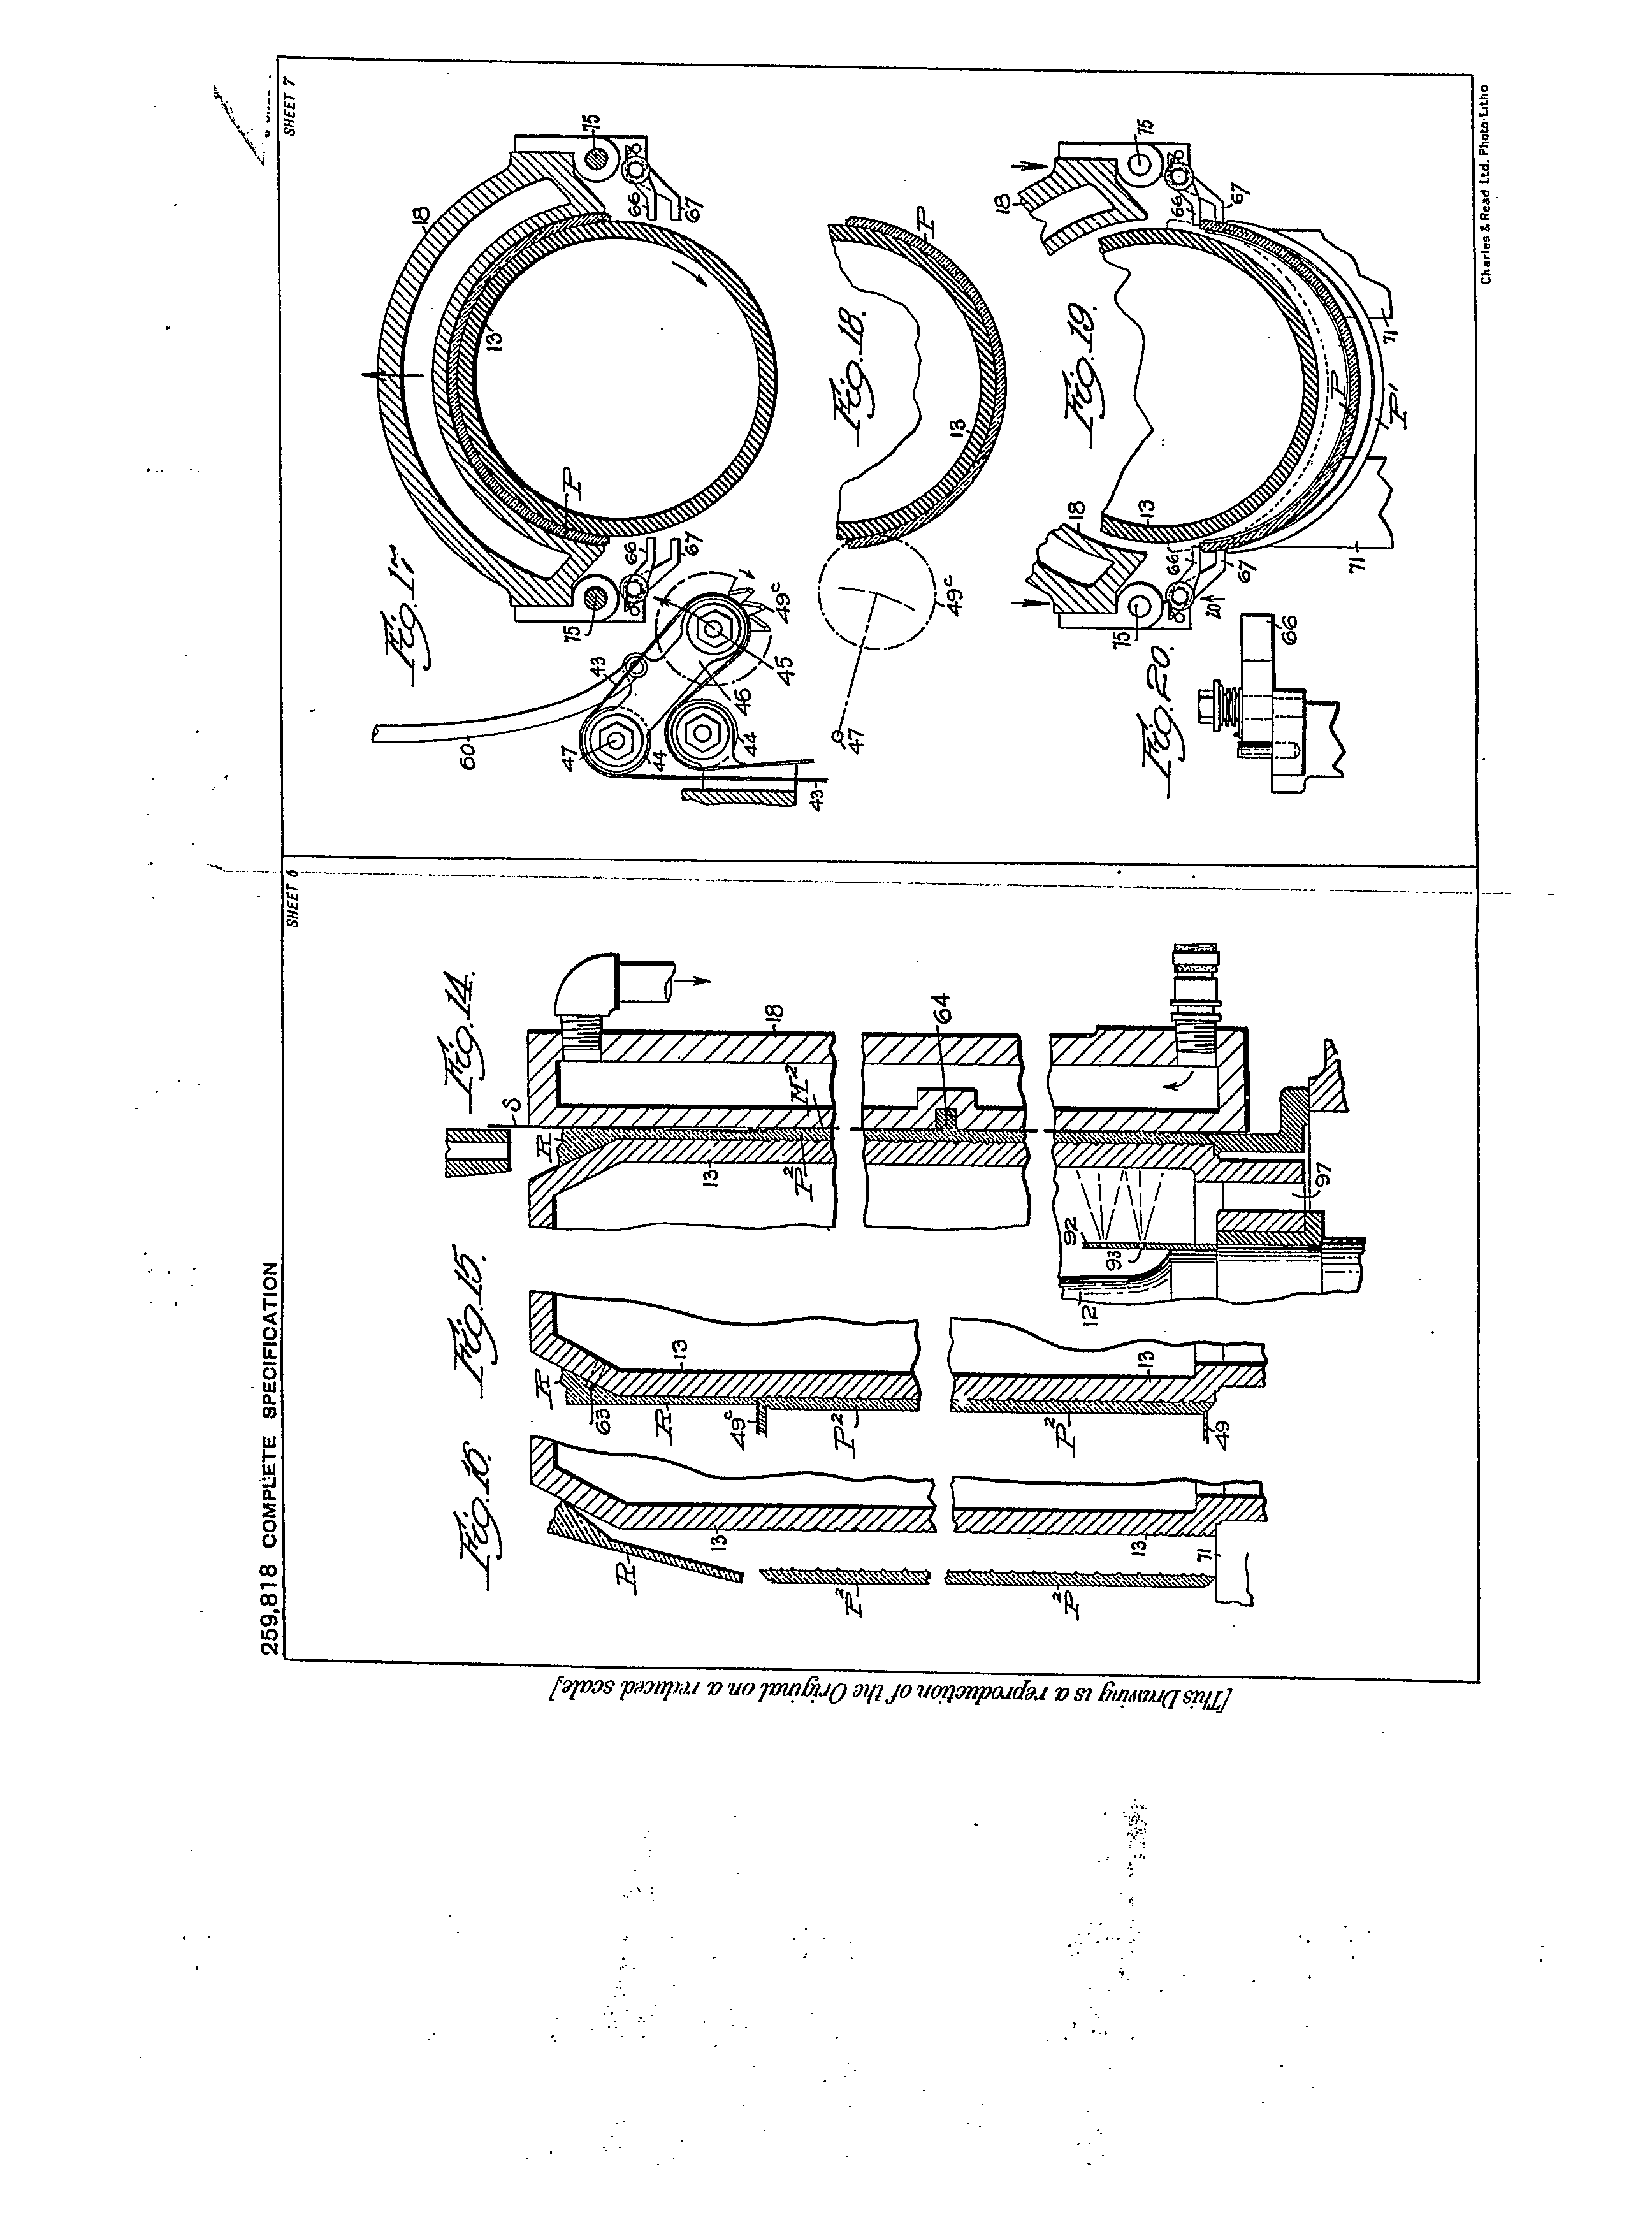 259,818 COMPLETE SPECIFICATION
[This Drawing is a reproduction of the Original on a reduced scale]
SHEET 6
Fig. 14.
S
R
18
M²
64
13
P²
92
93
12
97
Fig. 15.
R
63
R
13
49ᶜ
P²
13
P²
49
Fig. 16.
R
13
P²
13
P²
71
SHEET 7
Fig. 17.
18
13
P
75
75
66
67
66
67
60
43
47
44
44
46
45
49ᶜ
43
Fig. 18.
P
13
49ᶜ
47
Fig. 19.
18
18
13
75
75
66
67
66
67
20
71
71
P
P'
Fig. 20.
66
Charles & Read Ltd. Photo-Litho